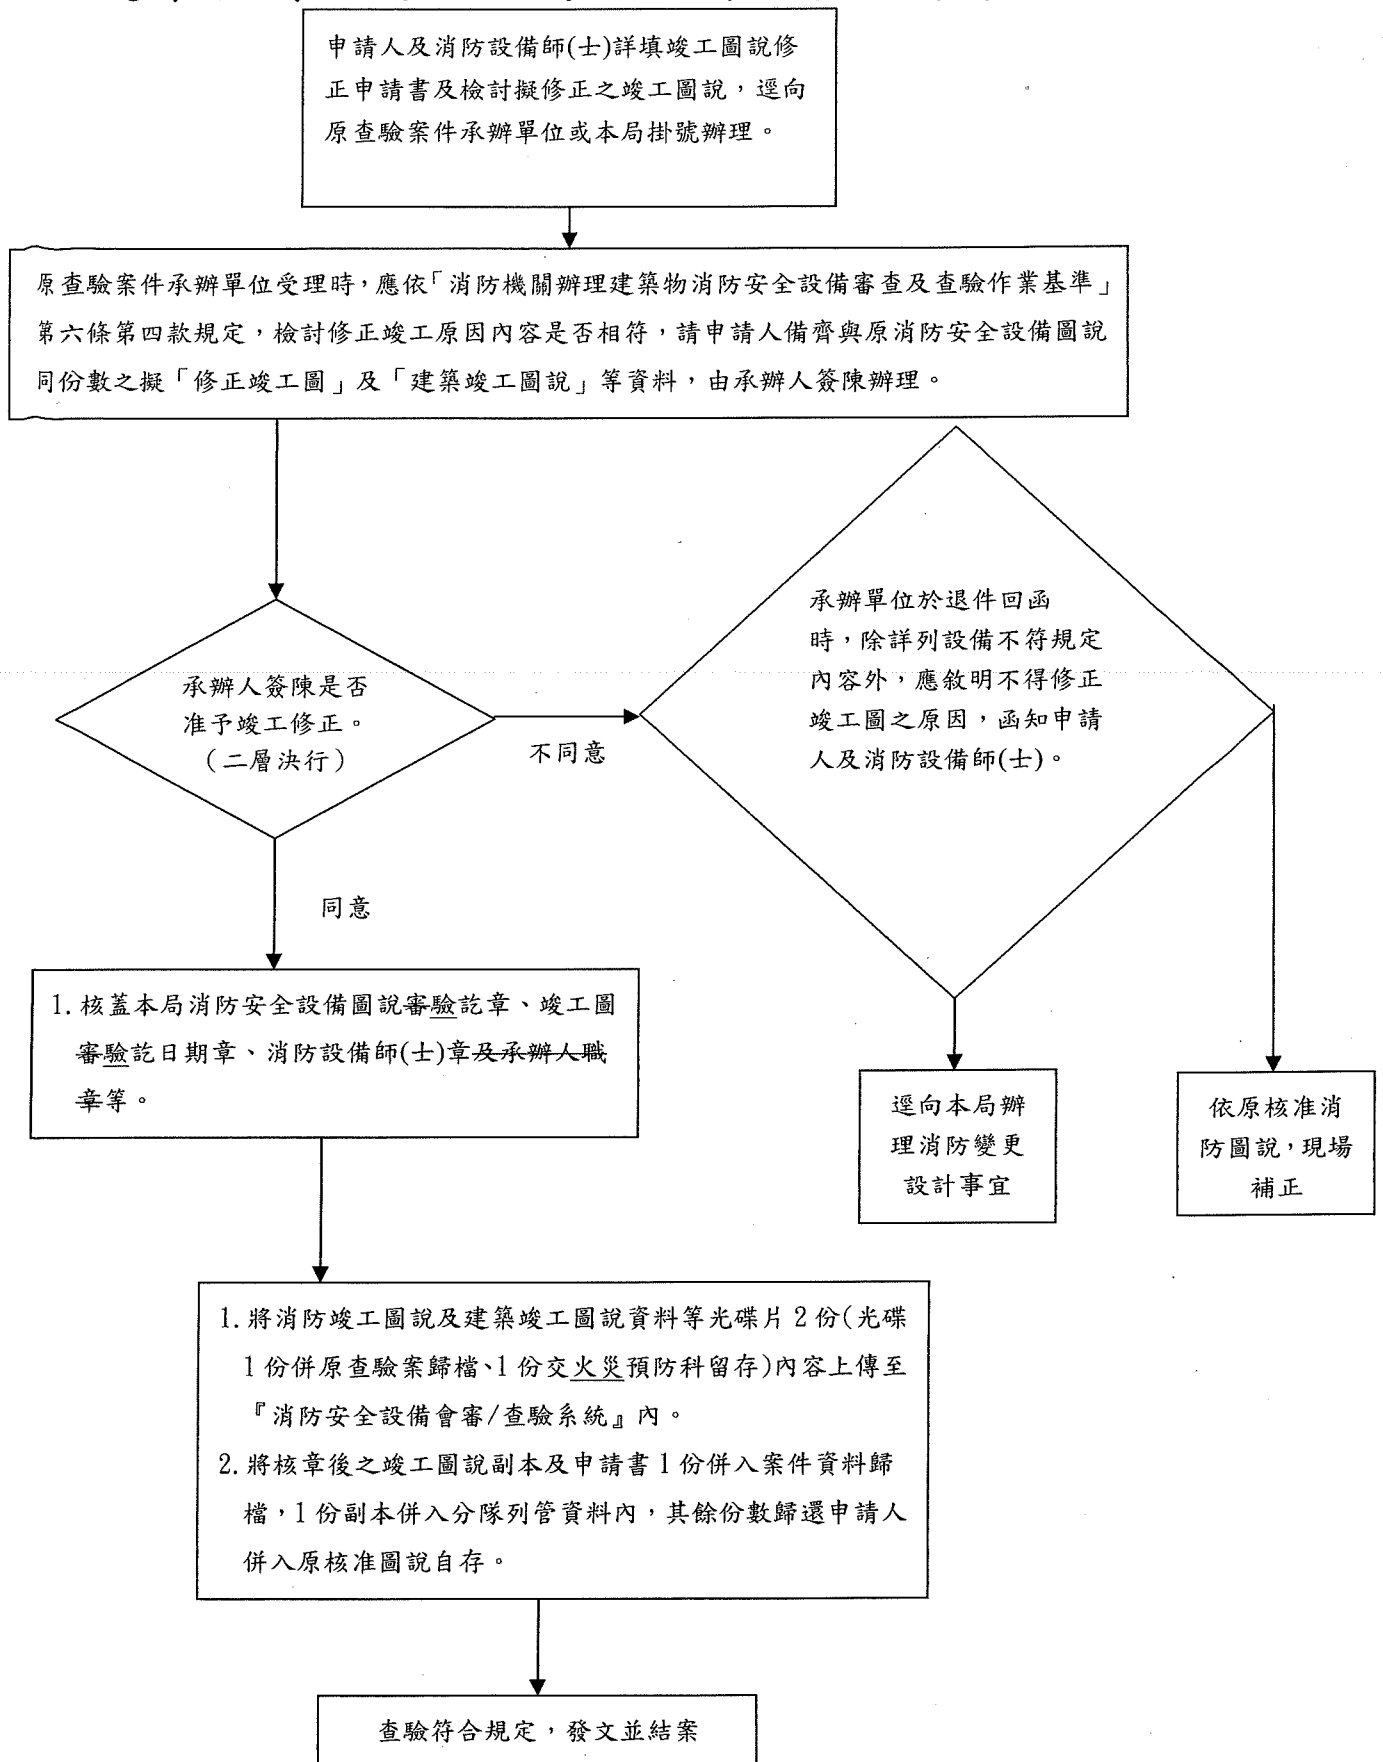 申請人及消防設備師(士)詳填竣工圖說修
正申請書及檢討擬修正之竣工圖說，逕向
原查驗案件承辦單位或本局掛號辦理。
原查驗案件承辦單位受理時，應依「消防機關辦理建築物消防安全設備審查及查驗作業基準」
第六條第四款規定，檢討修正竣工原因內容是否相符，請申請人備齊與原消防安全設備圖說
同份數之擬「修正竣工圖」及「建築竣工圖說」等資料，由承辦人簽陳辦理。
承辦人簽陳是否
准予竣工修正。
（二層決行）
不同意
承辦單位於退件回函
時，除詳列設備不符規定
內容外，應敘明不得修正
竣工圖之原因，函知申請
人及消防設備師(士)。
同意
1. 核蓋本局消防安全設備圖說審驗訖章、竣工圖
審驗訖日期章、消防設備師(士)章及承辦人職
章等。
逕向本局辦
理消防變更
設計事宜
依原核准消
防圖說，現場
補正
1. 將消防竣工圖說及建築竣工圖說資料等光碟片 2 份(光碟
1 份併原查驗案歸檔、1 份交火災預防科留存)內容上傳至
『消防安全設備會審/查驗系統』內。
2. 將核章後之竣工圖說副本及申請書 1 份併入案件資料歸
檔，1 份副本併入分隊列管資料內，其餘份數歸還申請人
併入原核准圖說自存。
查驗符合規定，發文並結案